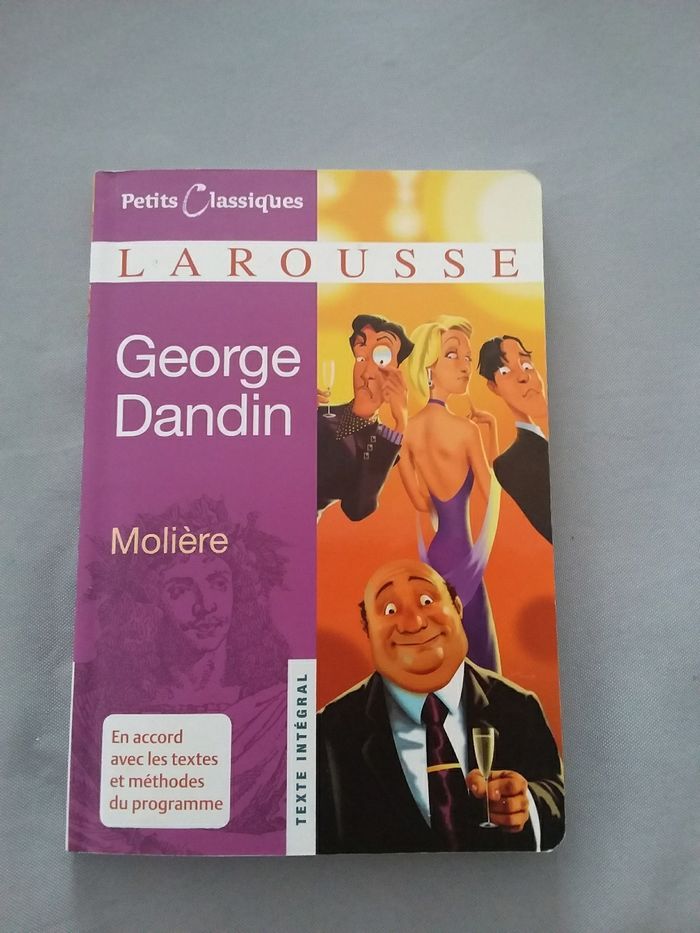 Petits Classiques
LAROUSSE
George
Dandin
Molière
En accord
avec les textes
et méthodes
du programme
TEXTE INTÉGRAL